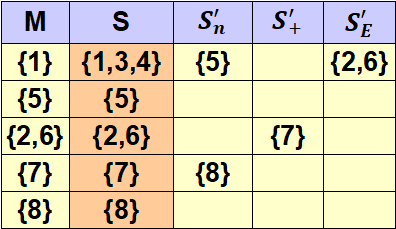 M S S′n S′+ S′E
{1} {1,3,4} {5} {2,6}
{5} {5}
{2,6} {2,6} {7}
{7} {7} {8}
{8} {8}